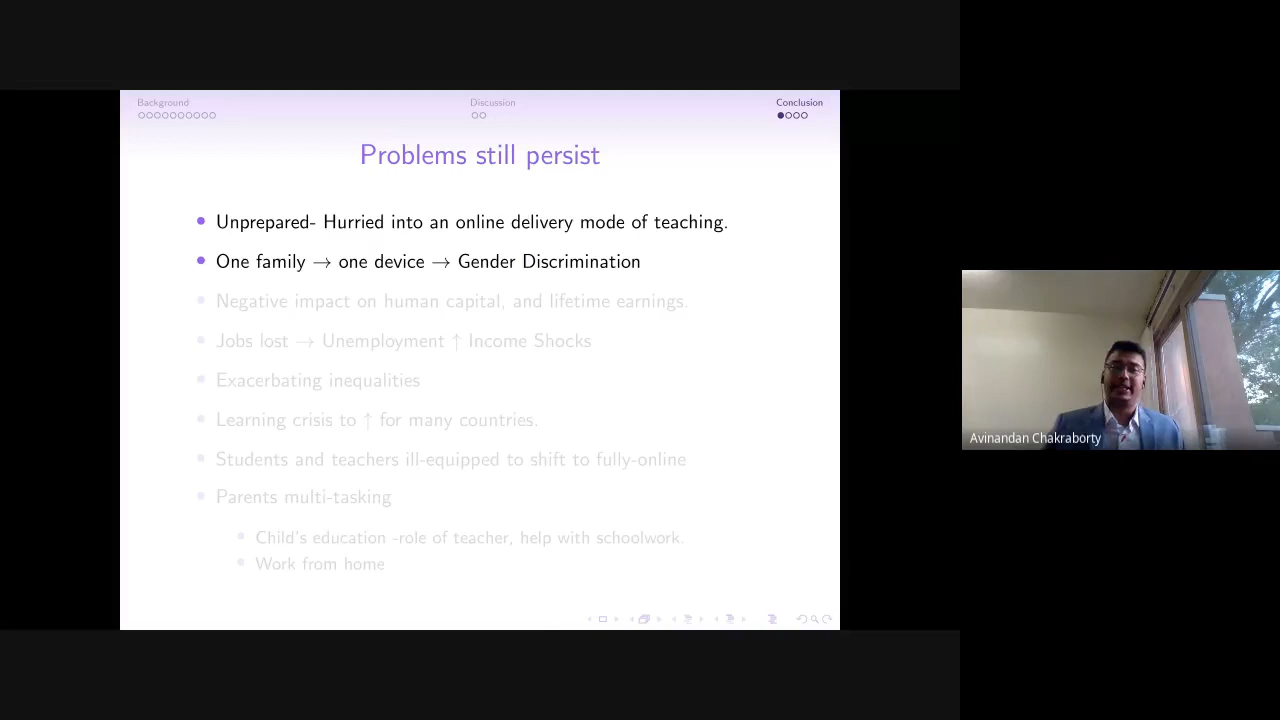 Background
Discussion
Conclusion
Problems still persist
Unprepared- Hurried into an online delivery mode of teaching.
One family → one device → Gender Discrimination
Negative impact on human capital, and lifetime earnings.
Jobs lost → Unemployment ↑ Income Shocks
Exacerbating inequalities
Learning crisis to ↑ for many countries.
Students and teachers ill-equipped to shift to fully-online
Parents multi-tasking
Child's education -role of teacher, help with schoolwork.
Work from home
Avinandan Chakraborty